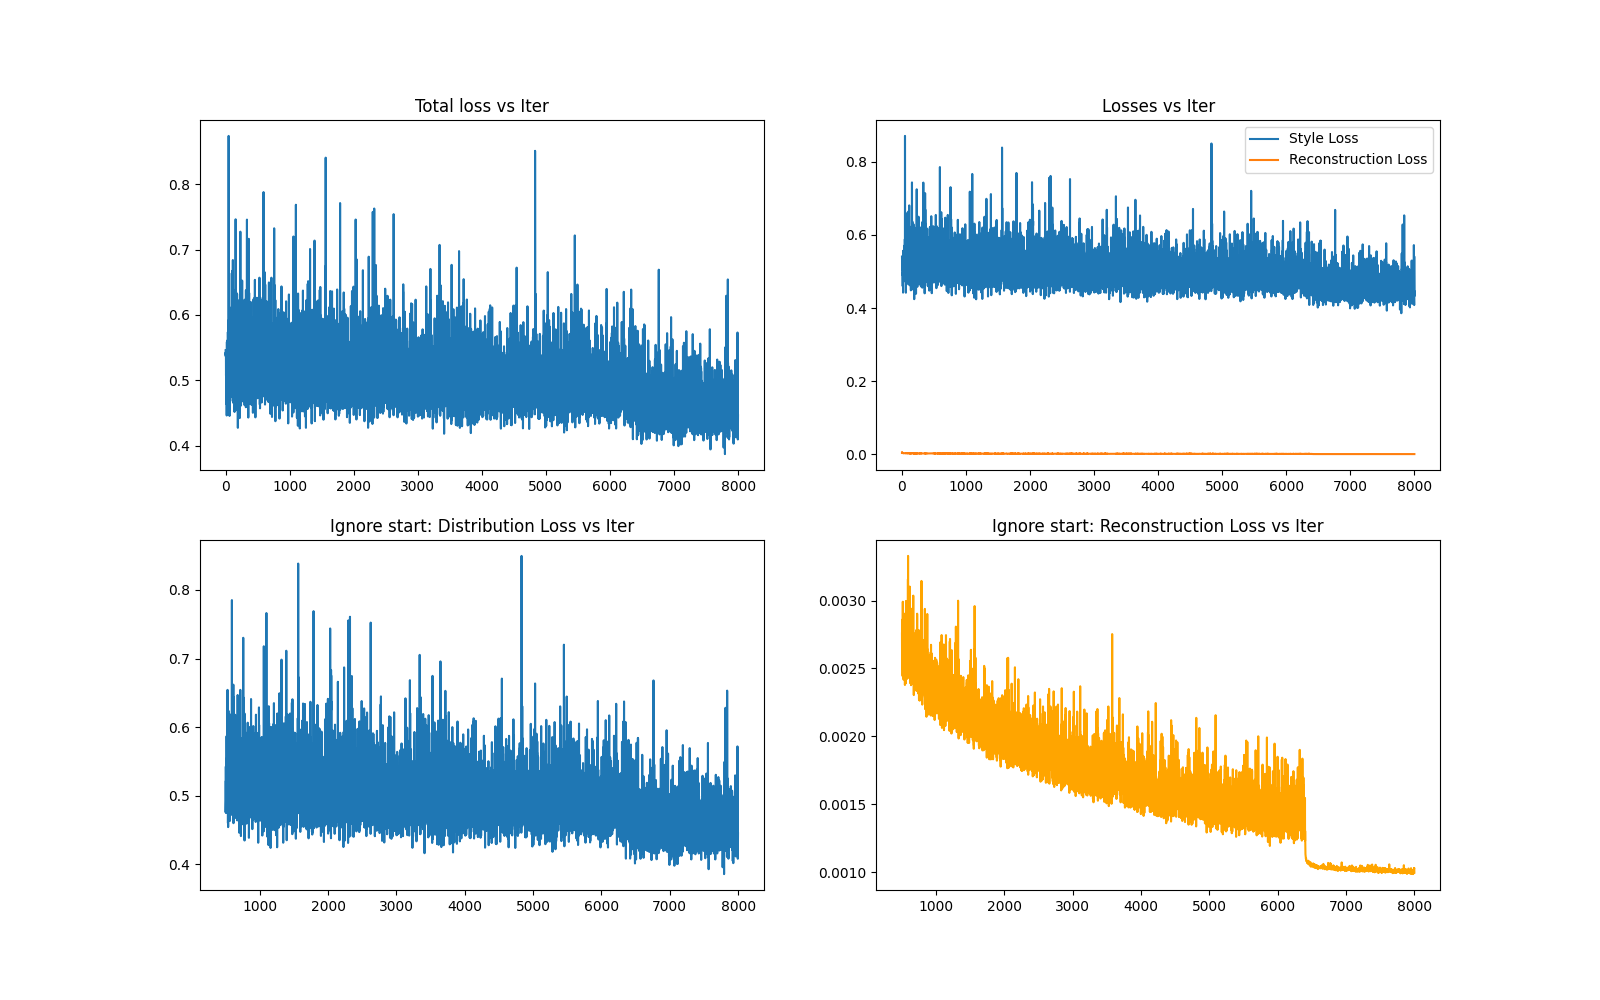 Total loss vs Iter
0.8
0.7
0.6
0.5
0.4
0 1000 2000 3000 4000 5000 6000 7000 8000
Losses vs Iter
Style Loss
Reconstruction Loss
0.8
0.6
0.4
0.2
0.0
0 1000 2000 3000 4000 5000 6000 7000 8000
Ignore start: Distribution Loss vs Iter
0.8
0.7
0.6
0.5
0.4
1000 2000 3000 4000 5000 6000 7000 8000
Ignore start: Reconstruction Loss vs Iter
0.0030
0.0025
0.0020
0.0015
0.0010
1000 2000 3000 4000 5000 6000 7000 8000